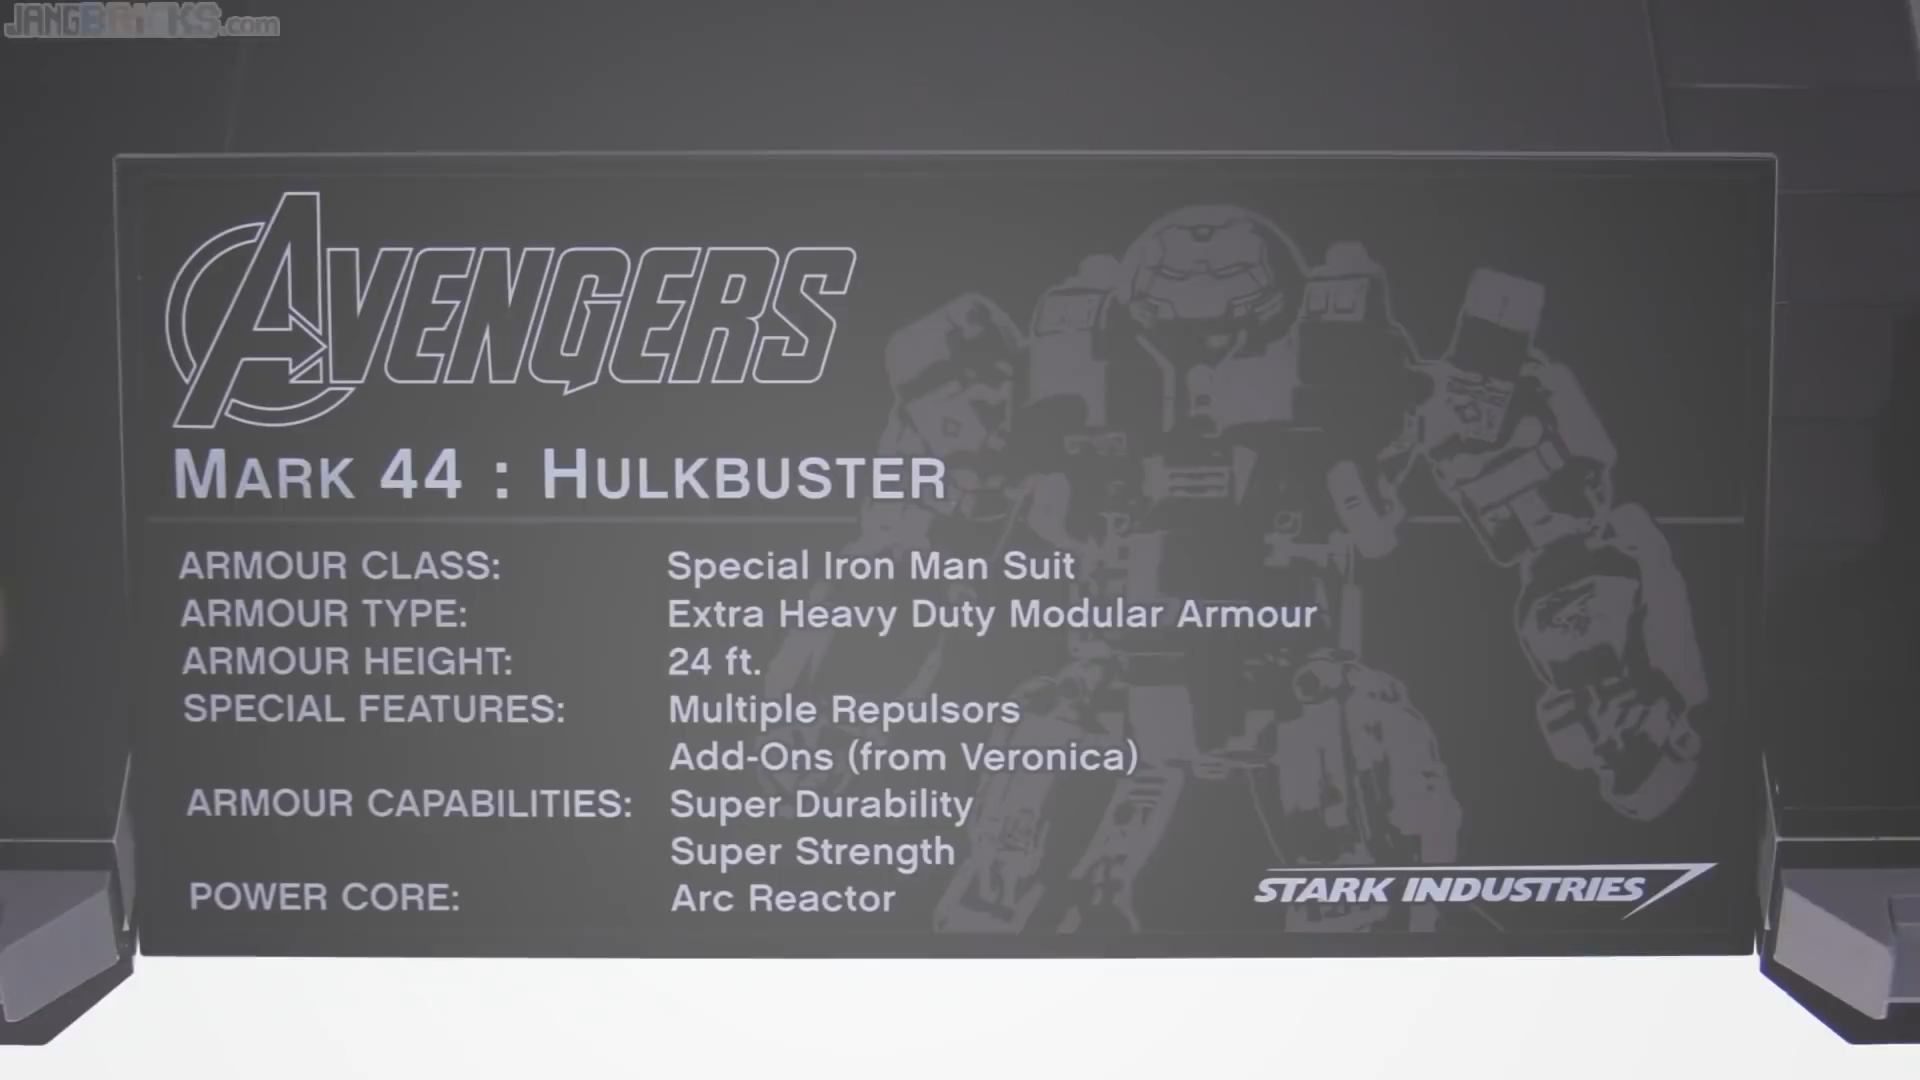 JANGBRiCKS.com
AVENGERS
MARK 44 : HULKBUSTER
ARMOUR CLASS: Special Iron Man Suit
ARMOUR TYPE: Extra Heavy Duty Modular Armour
ARMOUR HEIGHT: 24 ft.
SPECIAL FEATURES: Multiple Repulsors
Add-Ons (from Veronica)
ARMOUR CAPABILITIES: Super Durability
Super Strength
POWER CORE: Arc Reactor
STARK INDUSTRIES